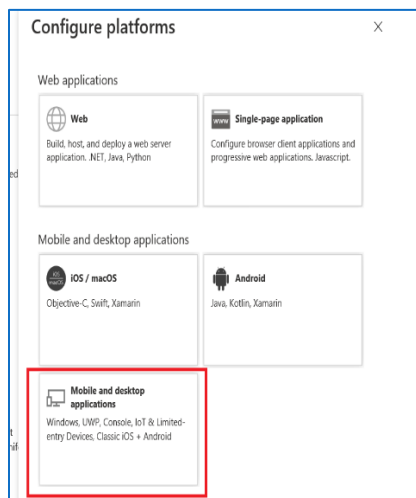 Configure platforms
Web applications
Web
Build, host, and deploy a web server
application. .NET, Java, Python
www
Single-page application
Configure browser client applications and
progressive web applications. Javascript.
Mobile and desktop applications
iOS
macOS
iOS / macOS
Objective-C, Swift, Xamarin
Android
Java, Kotlin, Xamarin
Mobile and desktop
applications
Windows, UWP, Console, IoT & Limited-
entry Devices, Classic iOS + Android
ed
t
nif